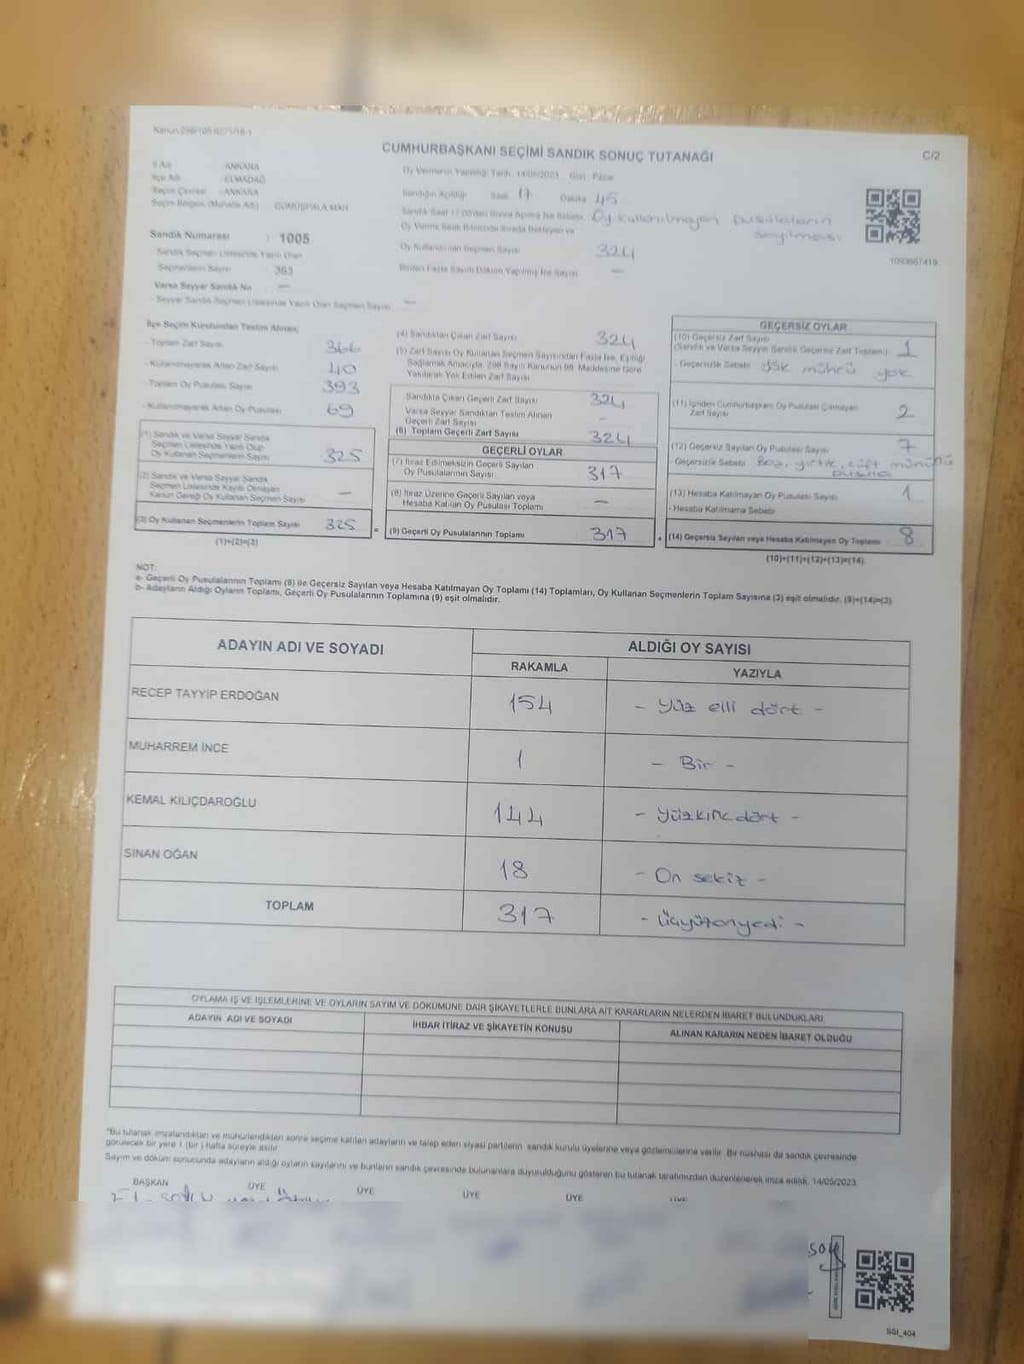 CUMHURBAŞKANI SEÇİMİ SANDIK SONUÇ TUTANAĞI
C/2
İl Adı : ANKARA
İlçe Adı : ELMADAĞ
Seçim Çevresi : ANKARA
Seçim Bölgesi (Mahalle Adı) : GÜMÜŞPALA MAH.
Sandık Numarası : 1005
Sandık Seçmen Listesinde Yazılı Olan
Seçmenlerin Sayısı : 363
Varsa Seyyar Sandık No —
- Seyyar Sandık Seçmen Listesinde Yazılı Olan Seçmen Sayısı —
Oy Vermenin Yapıldığı Tarih: 14/05/2023 Gün: Pazar
Sandığın Açıldığı Saat 17 Dakika 45
Sandık Saat 17.00'den Sonra Açılmış İse Sebebi: Oy kullanılmayan pusulaların sayılması
Oy Verme Saati Bitiminde Sırada Bekleyen ve
Oy Kullandırılan Seçmen Sayısı 324
Birden Fazla Sayım Döküm Yapılmış İse Sayısı —
İlçe Seçim Kurulundan Teslim Alınan,
- Toplam Zarf Sayısı 366
- Kullanılmayarak Artan Zarf Sayısı 40
- Toplam Oy Pusulası Sayısı 393
- Kullanılmayarak Artan Oy Pusulası 69
(1) Sandık ve Varsa Seyyar Sandık
Seçmen Listesinde Yazılı Olup
Oy Kullanan Seçmenlerin Sayısı 325
(2) Sandık ve Varsa Seyyar Sandık
Seçmen Listesinde Kayıtlı Olmayan
Kanun Gereği Oy Kullanan Seçmen Sayısı —
(3) Oy Kullanan Seçmenlerin Toplam Sayısı 325
(1)+(2)=(3)
(4) Sandıktan Çıkan Zarf Sayısı 324
(5) Zarf Sayısı Oy Kullanan Seçmen Sayısından Fazla İse, Eşitliği
Sağlamak Amacıyla, 298 Sayılı Kanunun 98. Maddesine Göre
Yakılarak Yok Edilen Zarf Sayısı
Sandıkta Çıkan Geçerli Zarf Sayısı 324
Varsa Seyyar Sandıktan Teslim Alınan
Geçerli Zarf Sayısı -
(6) Toplam Geçerli Zarf Sayısı 324
GEÇERLİ OYLAR
(7) İtiraz Edilmeksizin Geçerli Sayılan
Oy Pusulalarının Sayısı 317
(8) İtiraz Üzerine Geçerli Sayılan veya
Hesaba Katılan Oy Pusulası Toplamı —
= (9) Geçerli Oy Pusulalarının Toplamı 317
GEÇERSİZ OYLAR
(10) Geçersiz Zarf Sayısı
(Sandık ve Varsa Seyyar Sandık Geçersiz Zarf Toplamı) 1
- Geçersizlik Sebebi: ysk mührü yok
(11) İçinden Cumhurbaşkanı Oy Pusulası Çıkmayan
Zarf Sayısı 2
(12) Geçersiz Sayılan Oy Pusulası Sayısı 7
- Geçersizlik Sebebi: Boş, yırtık, çift mühürlü pusula
(13) Hesaba Katılmayan Oy Pusulası Sayısı 1
- Hesaba Katılmama Sebebi
+ (14) Geçersiz Sayılan veya Hesaba Katılmayan Oy Toplamı 8
(10)+(11)+(12)+(13)=(14)
NOT:
a- Geçerli Oy Pusulalarının Toplamı (9) ile Geçersiz Sayılan veya Hesaba Katılmayan Oy Toplamı (14) Toplamları, Oy Kullanan Seçmenlerin Toplam Sayısına (3) eşit olmalıdır. (9)+(14)=(3)
b- Adayların Aldığı Oyların Toplamı, Geçerli Oy Pusulalarının Toplamına (9) eşit olmalıdır.
ADAYIN ADI VE SOYADI ALDIĞI OY SAYISI
RAKAMLA YAZIYLA
RECEP TAYYİP ERDOĞAN 154 - Yüz elli dört -
MUHARREM İNCE 1 - Bir -
KEMAL KILIÇDAROĞLU 144 - Yüzkırkdört -
SİNAN OĞAN 18 - On sekiz -
TOPLAM 317 - Üçyüzonyedi -
OYLAMA İŞ VE İŞLEMLERİNE VE OYLARIN SAYIM VE DÖKÜMÜNE DAİR ŞİKAYETLERLE BUNLARA AİT KARARLARIN NELERDEN İBARET BULUNDUKLARI
ADAYIN ADI VE SOYADI İHBAR İTİRAZ VE ŞİKAYETİN KONUSU ALINAN KARARIN NEDEN İBARET OLDUĞU
*Bu tutanak imzalandıktan ve mühürlendikten sonra seçime katılan adayların ve talep eden siyasi partilerin sandık kurulu üyelerine veya gözlemcilerine verilir. Bir nüshası da sandık çevresinde
görülecek bir yere 1 (bir) hafta süreyle asılır.
Sayım ve döküm sonucunda adayların aldığı oyların sayılarını ve bunların sandık çevresinde bulunanlara duyurulduğunu gösteren bu tutanak tarafımızdan düzenlenerek imza edildi. 14/05/2023
BAŞKAN ÜYE ÜYE ÜYE ÜYE
SGI_404